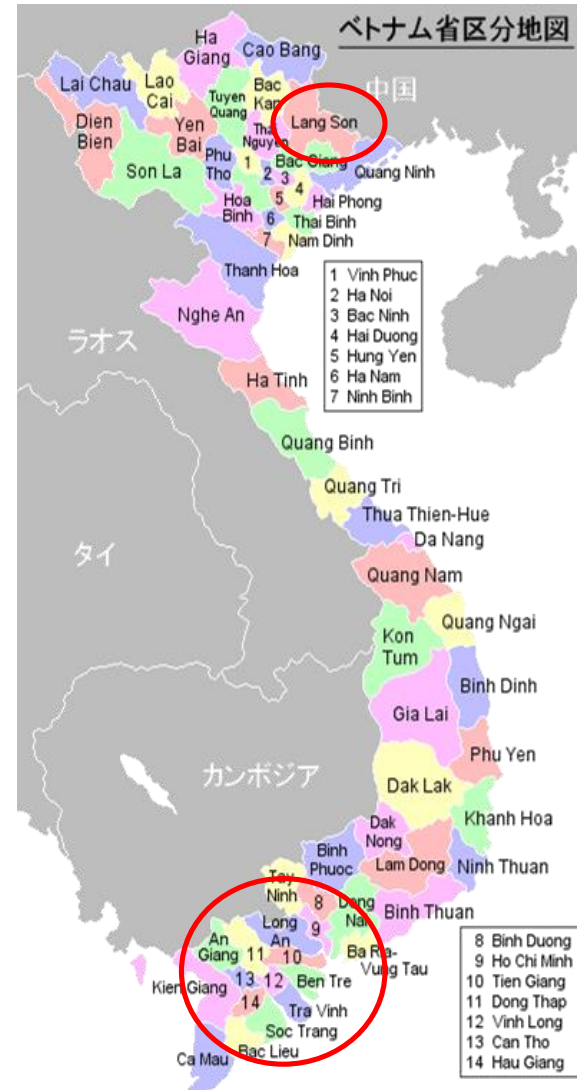 ベトナム省区分地図
Ha
Giang
Cao Bang
Lai Chau
Lao
Cai
Bac
Kan
中国
Tuyen
Quang
Lang Son
Dien
Bien
Yen
Bai
Thai
Nguyen
Phu
Tho
Son La
1
2
3
Bac Giang
4
5
Quang Ninh
Hoa
Binh
Hai Phong
6
Thai Binh
7
Nam Dinh
Thanh Hoa
1 Vinh Phuc
2 Ha Noi
3 Bac Ninh
4 Hai Duong
5 Hung Yen
6 Ha Nam
7 Ninh Binh
Nghe An
ラオス
Ha Tinh
Quang Binh
Quang Tri
Thua Thien-Hue
Da Nang
タイ
Quang Nam
Quang Ngai
Kon
Tum
Binh Dinh
Gia Lai
Phu Yen
カンボジア
Dak Lak
Khanh Hoa
Dak
Nong
Binh
Phuoc
Lam Dong
Ninh Thuan
Tay
Ninh
8
Dong
Nai
Binh Thuan
Long
An
9
An
Giang
11
10
Ba Ria-
Vung Tau
Kien Giang
13
12
Ben Tre
14
Tra Vinh
Soc Trang
Bac Lieu
Ca Mau
8 Binh Duong
9 Ho Chi Minh
10 Tien Giang
11 Dong Thap
12 Vinh Long
13 Can Tho
14 Hau Giang